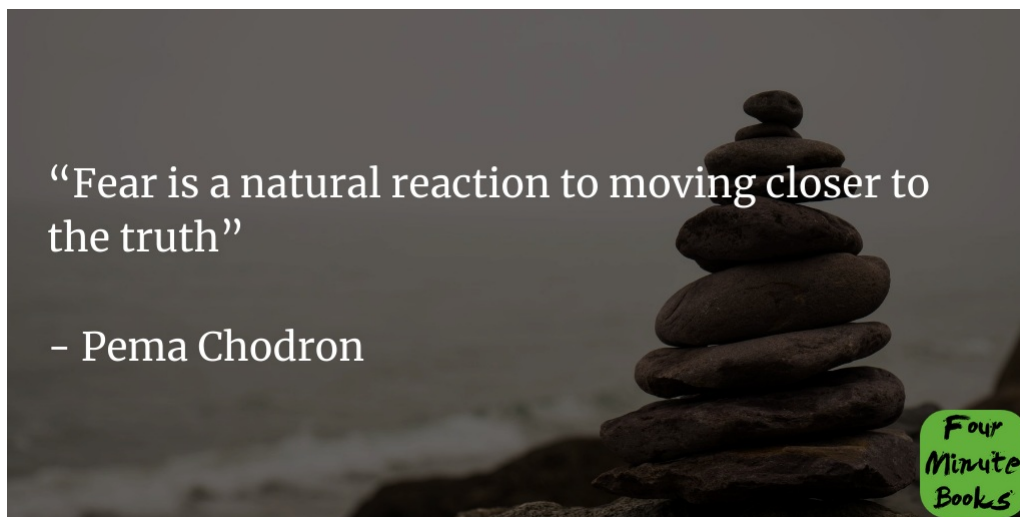 “Fear is a natural reaction to moving closer to
the truth”
- Pema Chodron
Four
Minute
Books